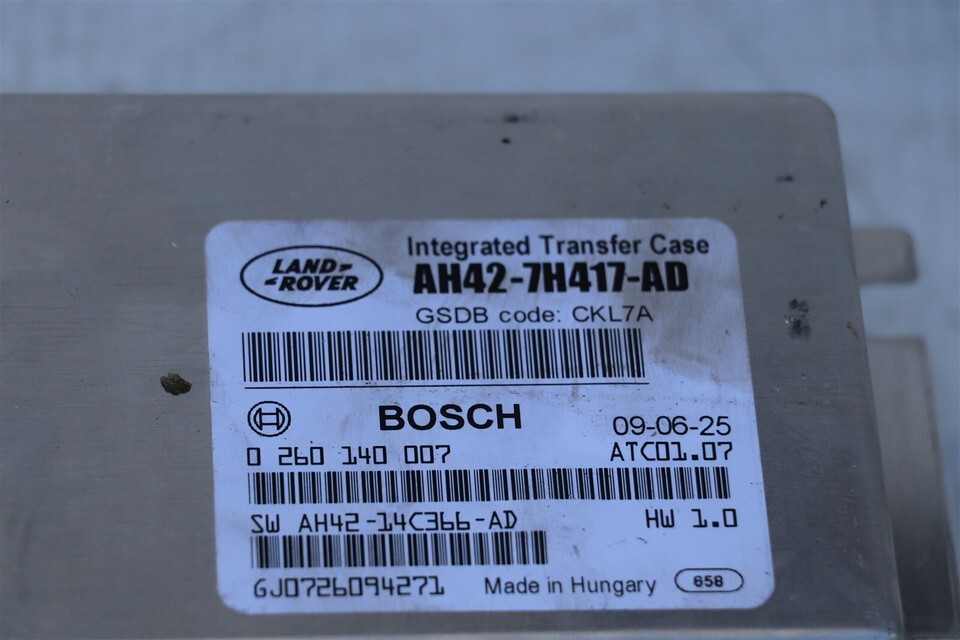 LAND-
-ROVER
Integrated Transfer Case
AH42-7H417-AD
GSDB code: CKL7A
BOSCH
09-06-25
0 260 140 007
ATC01.07
SW AH42-14C366-AD
HW 1.0
GJ0726094271
Made in Hungary
658